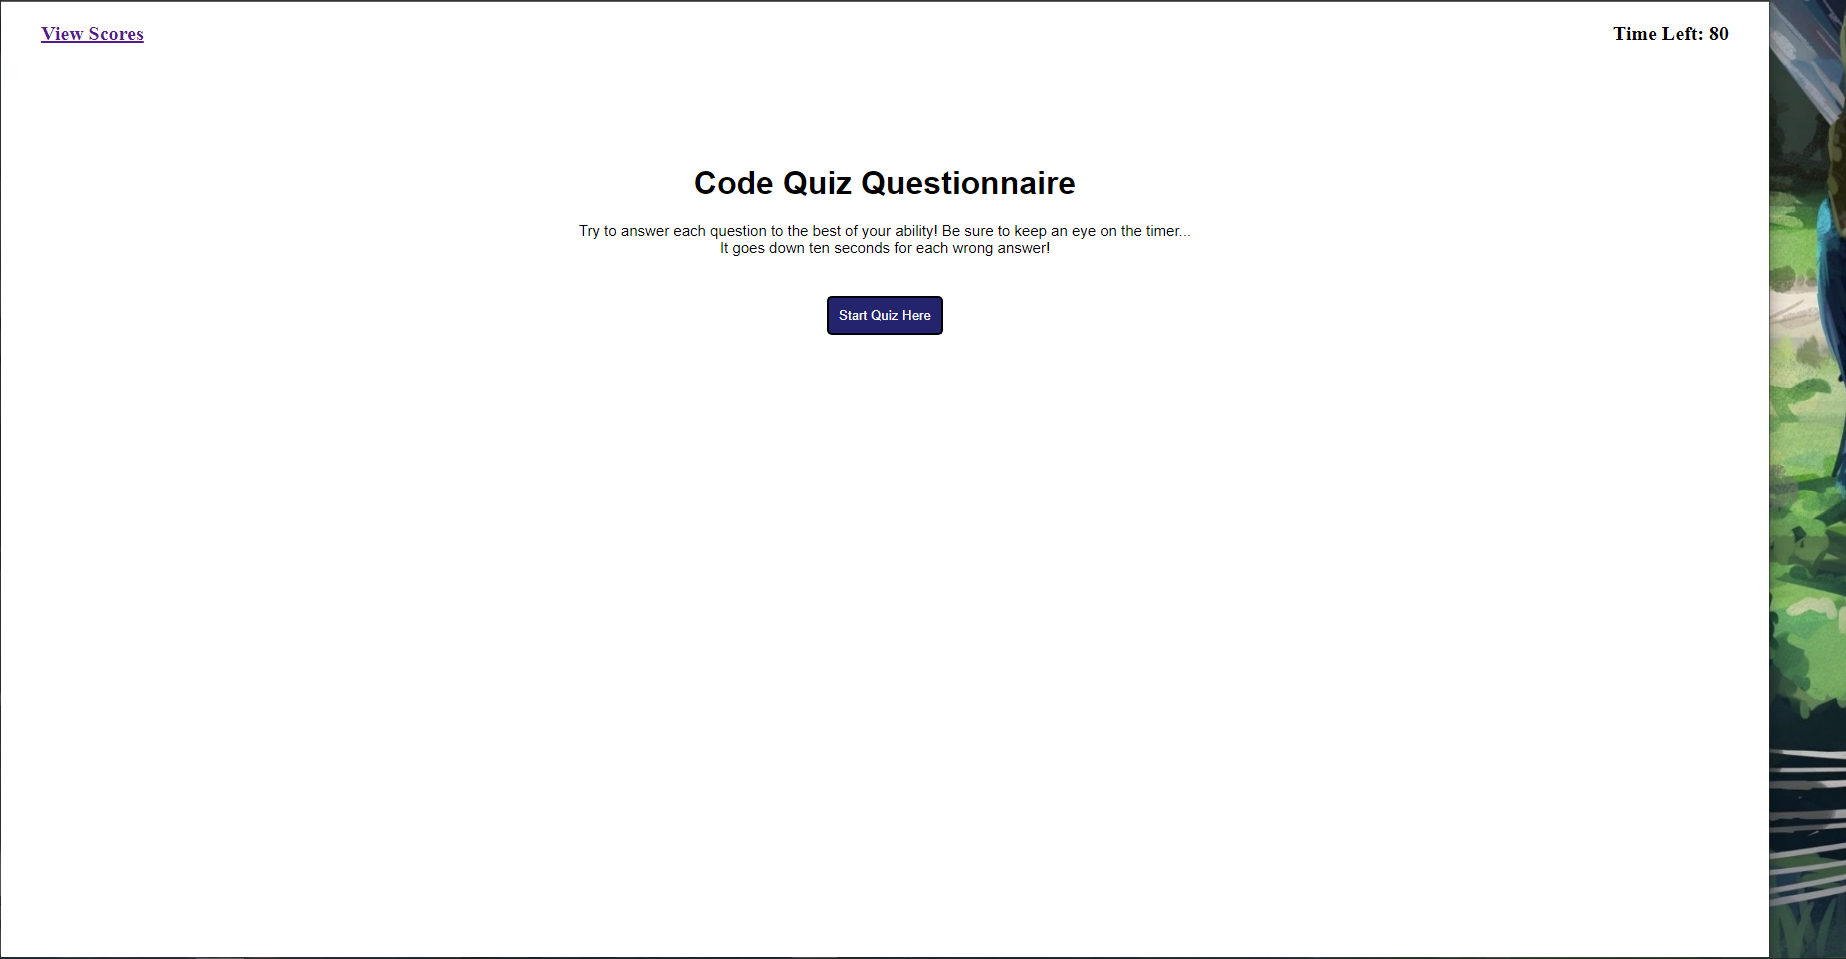 View Scores
Time Left: 80
Code Quiz Questionnaire
Try to answer each question to the best of your ability! Be sure to keep an eye on the timer...
It goes down ten seconds for each wrong answer!
Start Quiz Here